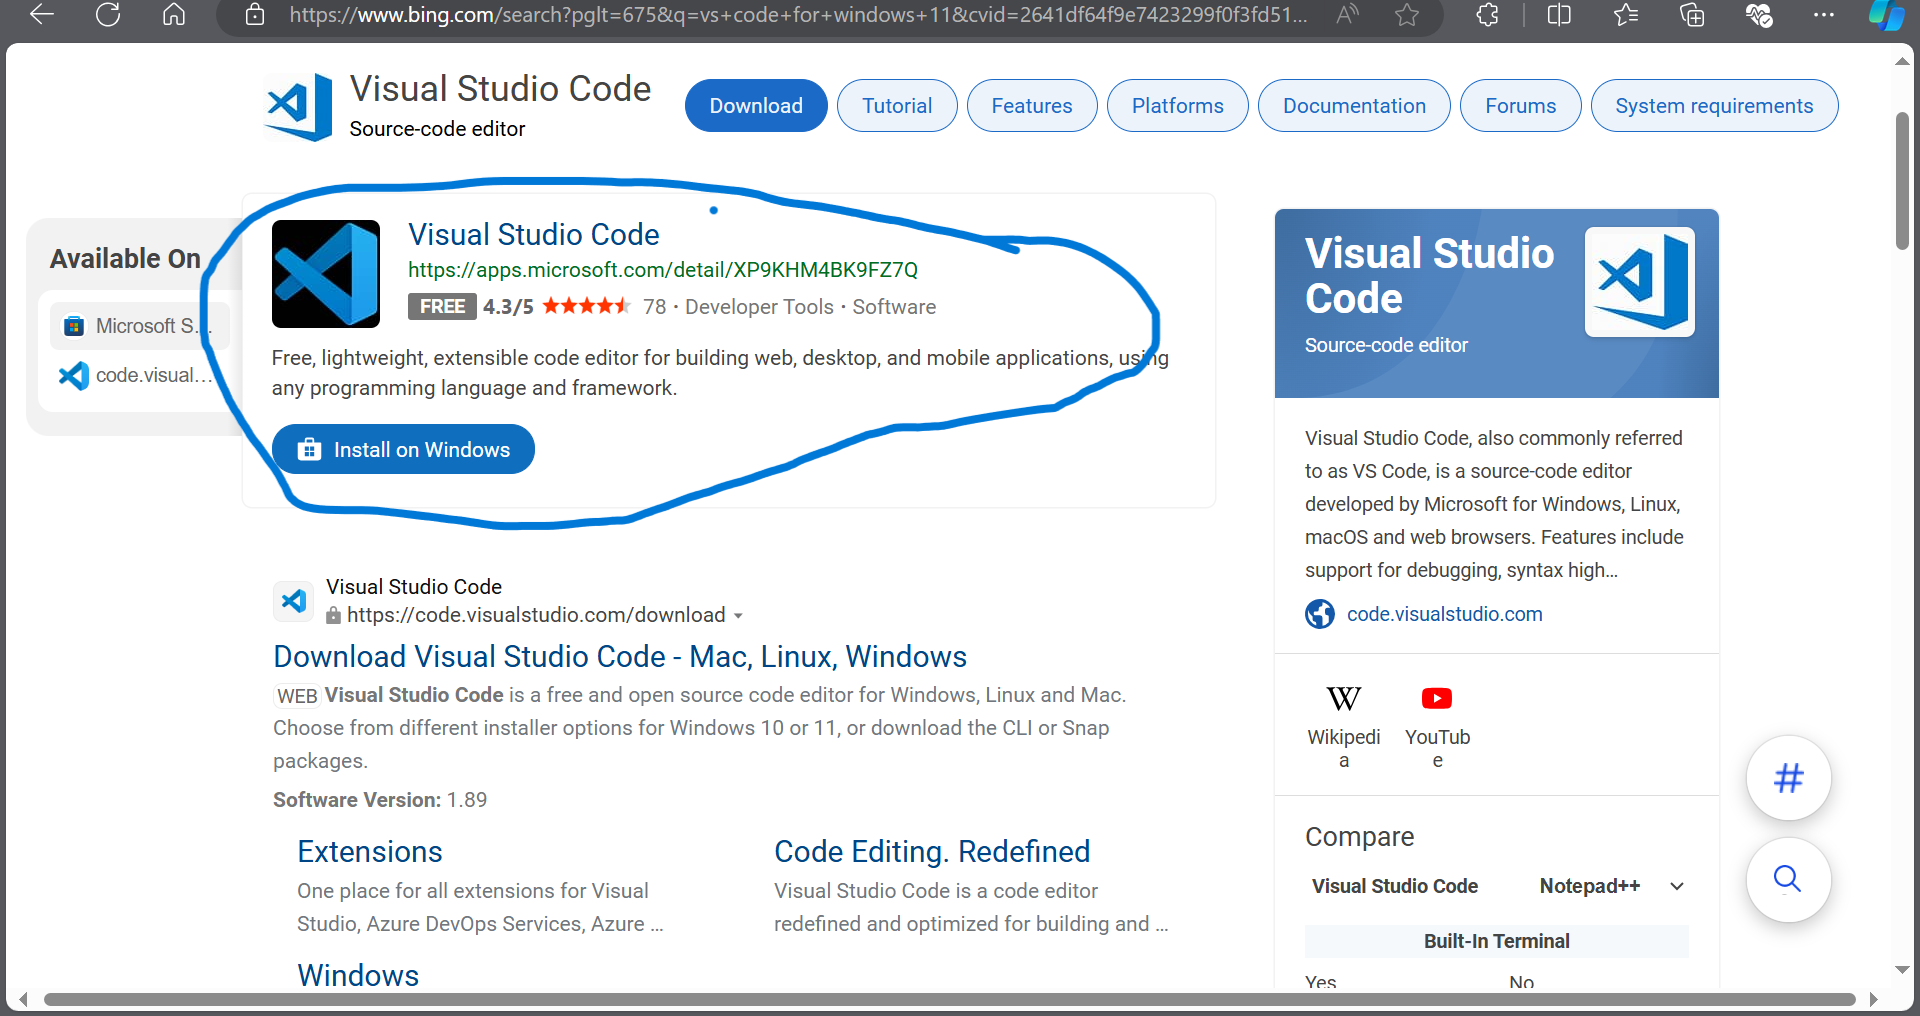 https://www.bing.com/search?pglt=675&q=vs+code+for+windows+11&cvid=2641df64f9e7423299f0f3fd51...
Visual Studio Code
Source-code editor
Download
Tutorial
Features
Platforms
Documentation
Forums
System requirements
Available On
Microsoft S...
code.visual...
Visual Studio Code
https://apps.microsoft.com/detail/XP9KHM4BK9FZ7Q
FREE 4.3/5 78 · Developer Tools · Software
Free, lightweight, extensible code editor for building web, desktop, and mobile applications, using
any programming language and framework.
Install on Windows
Visual Studio Code
https://code.visualstudio.com/download
Download Visual Studio Code - Mac, Linux, Windows
WEB Visual Studio Code is a free and open source code editor for Windows, Linux and Mac.
Choose from different installer options for Windows 10 or 11, or download the CLI or Snap
packages.
Software Version: 1.89
Extensions
One place for all extensions for Visual
Studio, Azure DevOps Services, Azure ...
Code Editing. Redefined
Visual Studio Code is a code editor
redefined and optimized for building and ...
Windows
Visual Studio
Code
Source-code editor
Visual Studio Code, also commonly referred
to as VS Code, is a source-code editor
developed by Microsoft for Windows, Linux,
macOS and web browsers. Features include
support for debugging, syntax high...
code.visualstudio.com
W
Wikipedi
a
YouTub
e
Compare
Visual Studio Code
Notepad++
Built-In Terminal
Yes
No
#